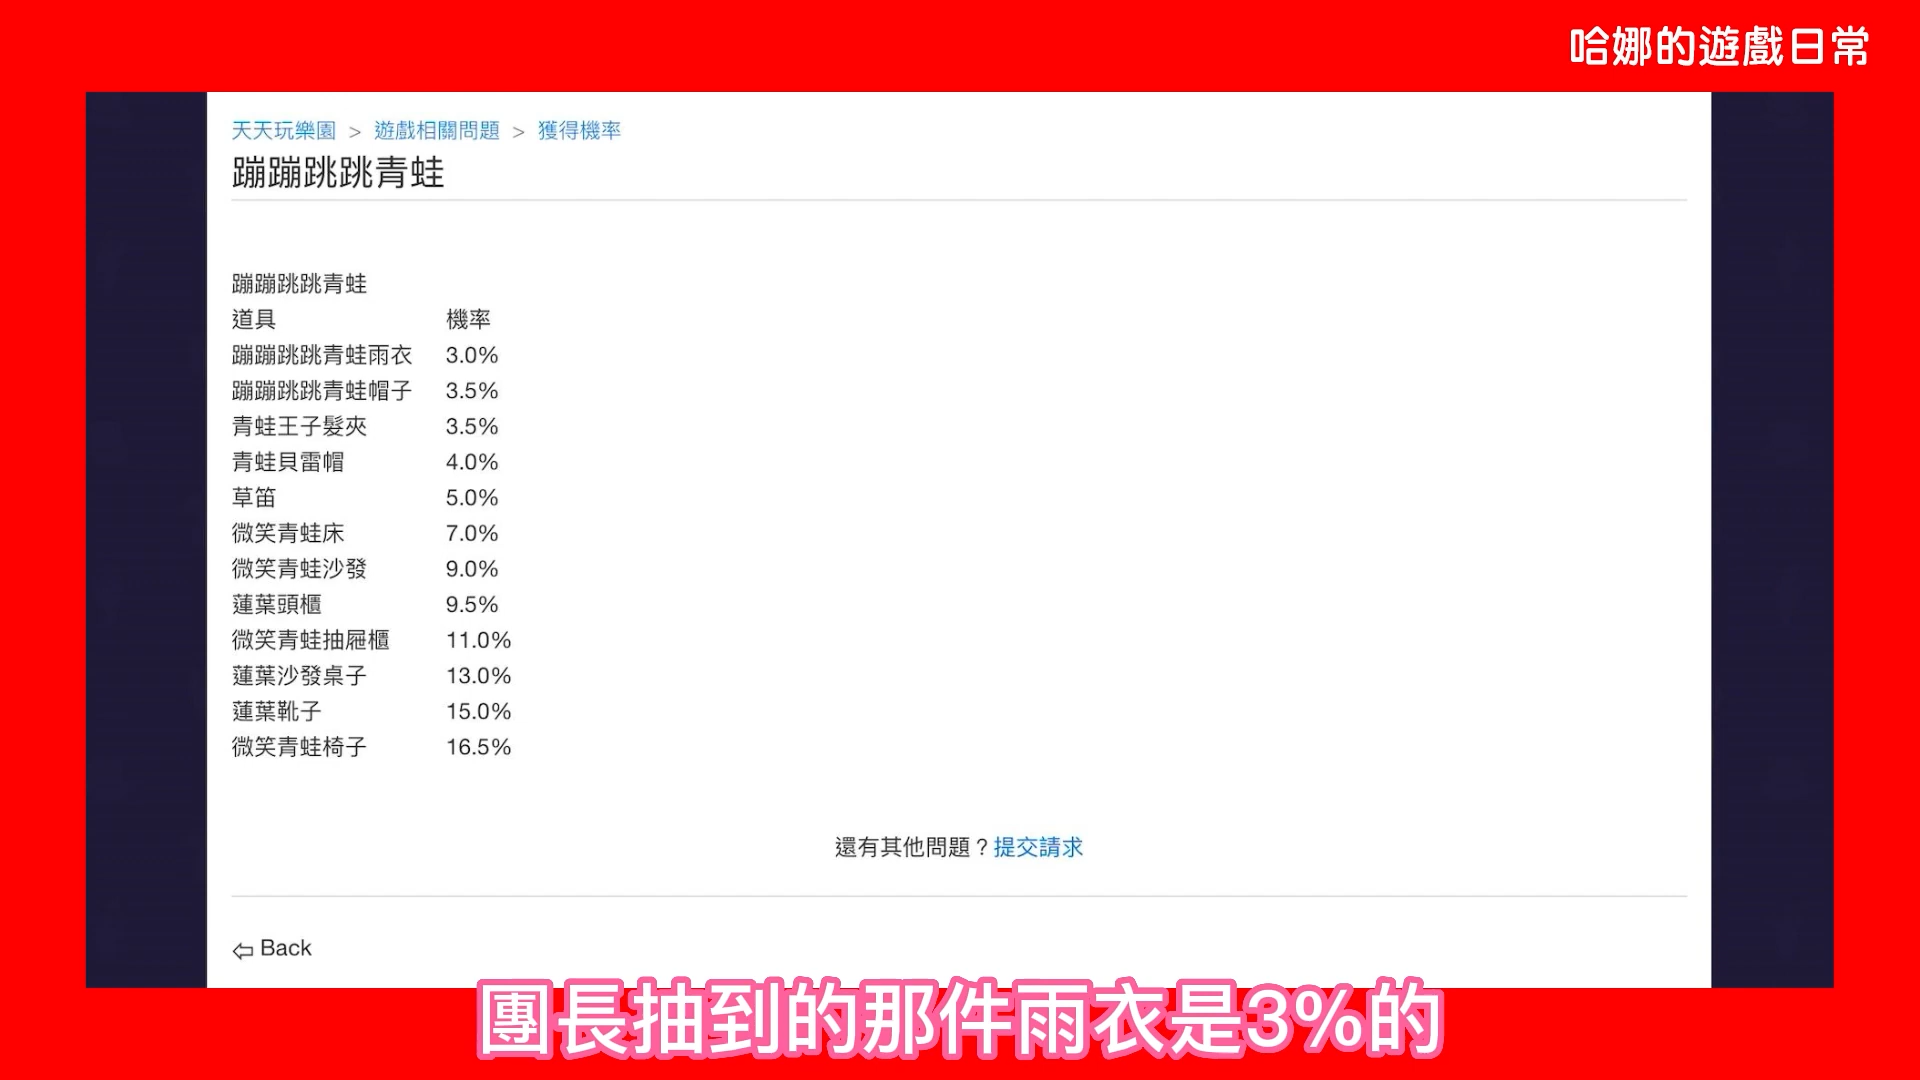 哈娜的遊戲日常
天天玩樂園 > 遊戲相關問題 > 獲得機率
蹦蹦跳跳青蛙
蹦蹦跳跳青蛙
道具 機率
蹦蹦跳跳青蛙雨衣 3.0%
蹦蹦跳跳青蛙帽子 3.5%
青蛙王子髮夾 3.5%
青蛙貝雷帽 4.0%
草笛 5.0%
微笑青蛙床 7.0%
微笑青蛙沙發 9.0%
蓮葉頭櫃 9.5%
微笑青蛙抽屜櫃 11.0%
蓮葉沙發桌子 13.0%
蓮葉靴子 15.0%
微笑青蛙椅子 16.5%
還有其他問題？提交請求
Back
團長抽到的那件雨衣是3%的